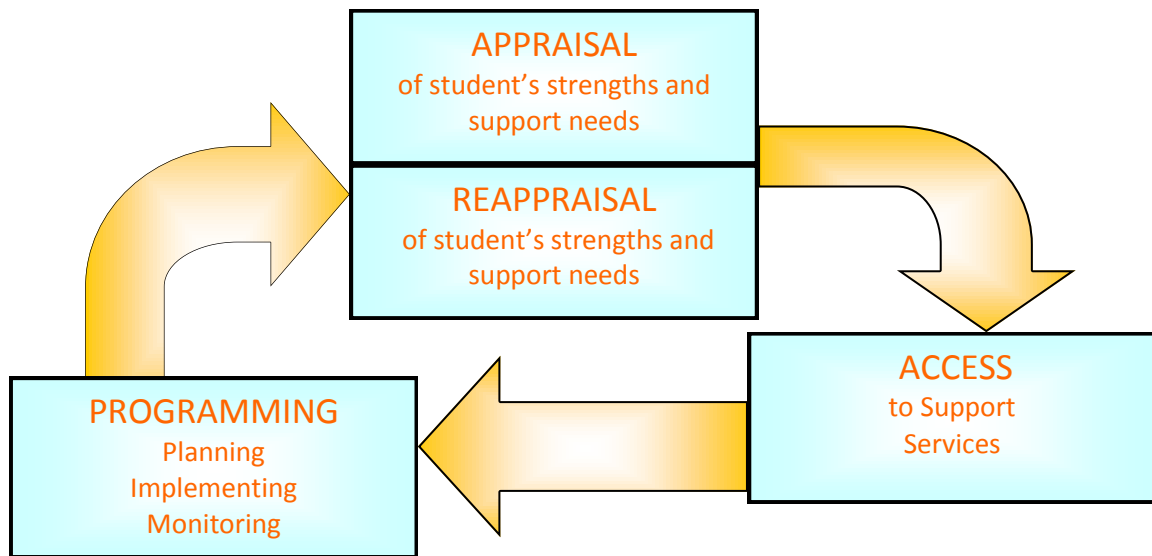 APPRAISAL
of student’s strengths and
support needs
REAPPRAISAL
of student’s strengths and
support needs
ACCESS
to Support
Services
PROGRAMMING
Planning
Implementing
Monitoring